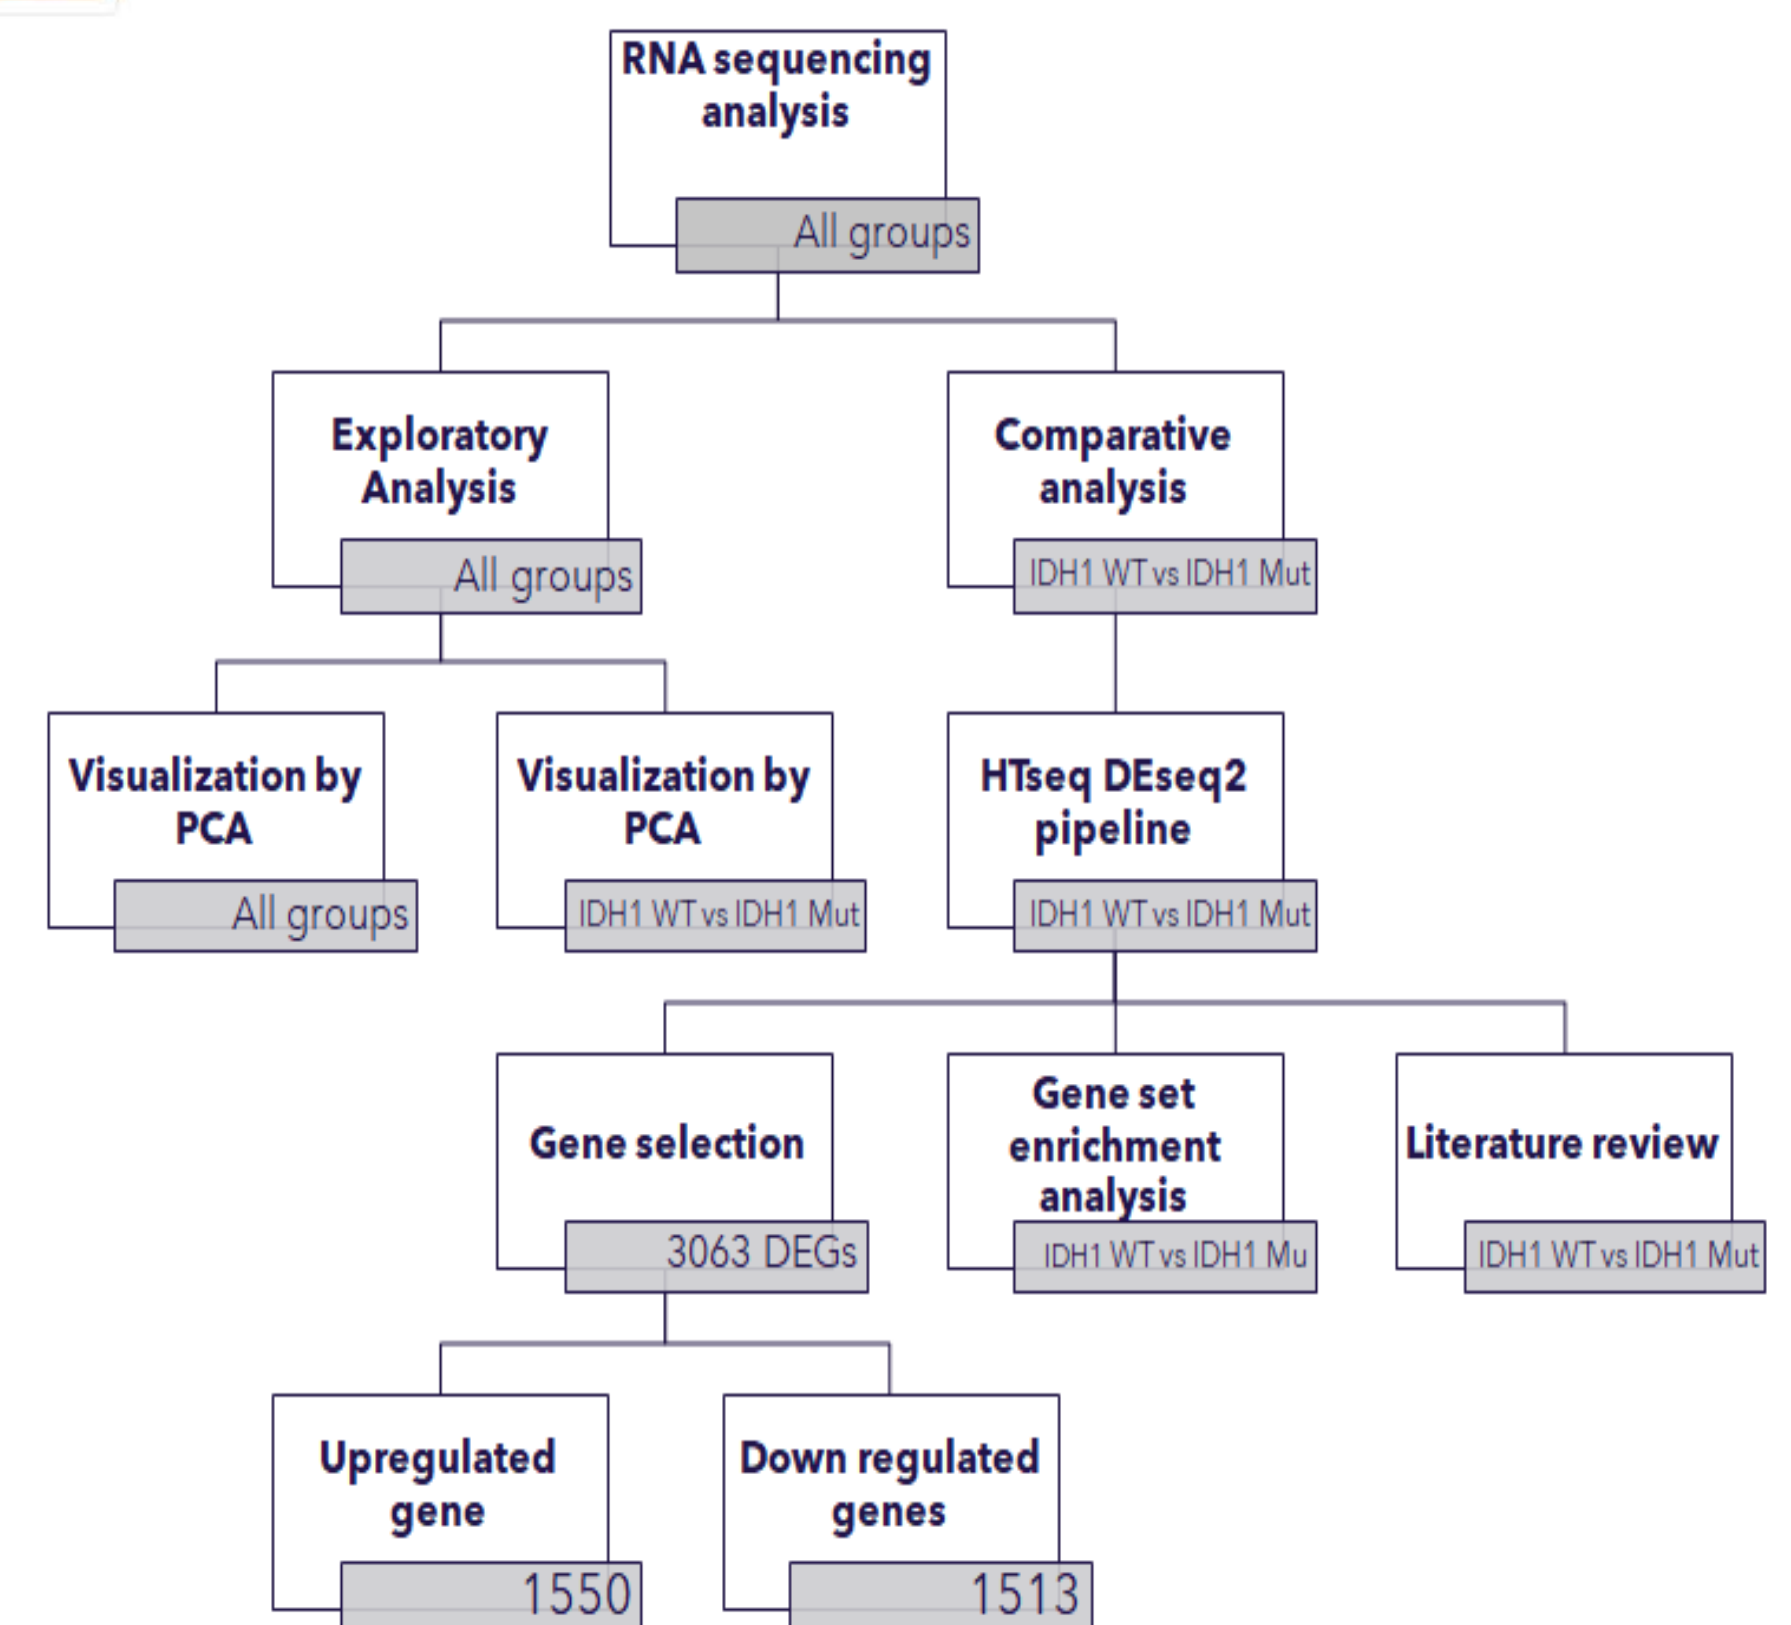 RNA sequencing
analysis
All groups
Exploratory
Analysis
All groups
Comparative
analysis
IDH1 WT vs IDH1 Mut
Visualization by
PCA
All groups
Visualization by
PCA
IDH1 WT vs IDH1 Mut
HTseq DEseq2
pipeline
IDH1 WT vs IDH1 Mut
Gene selection
3063 DEGs
Gene set
enrichment
analysis
IDH1 WT vs IDH1 Mu
Literature review
IDH1 WT vs IDH1 Mut
Upregulated
gene
1550
Down regulated
genes
1513